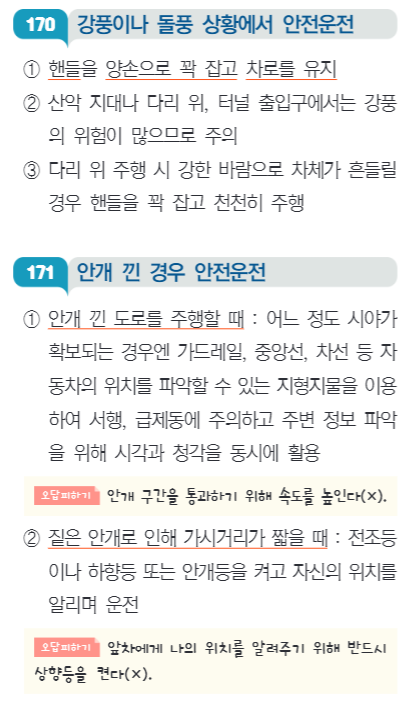 170 강풍이나 돌풍 상황에서 안전운전
① 핸들을 양손으로 꽉 잡고 차로를 유지
② 산악 지대나 다리 위, 터널 출입구에서는 강풍
의 위험이 많으므로 주의
③ 다리 위 주행 시 강한 바람으로 차체가 흔들릴
경우 핸들을 꽉 잡고 천천히 주행
171 안개 낀 경우 안전운전
① 안개 낀 도로를 주행할 때 : 어느 정도 시야가
확보되는 경우엔 가드레일, 중앙선, 차선 등 자
동차의 위치를 파악할 수 있는 지형지물을 이용
하여 서행, 급제동에 주의하고 주변 정보 파악
을 위해 시각과 청각을 동시에 활용
오답피하기 안개 구간을 통과하기 위해 속도를 높인다(×).
② 짙은 안개로 인해 가시거리가 짧을 때 : 전조등
이나 하향등 또는 안개등을 켜고 자신의 위치를
알리며 운전
오답피하기 앞차에게 나의 위치를 알려주기 위해 반드시
상향등을 켠다(×).